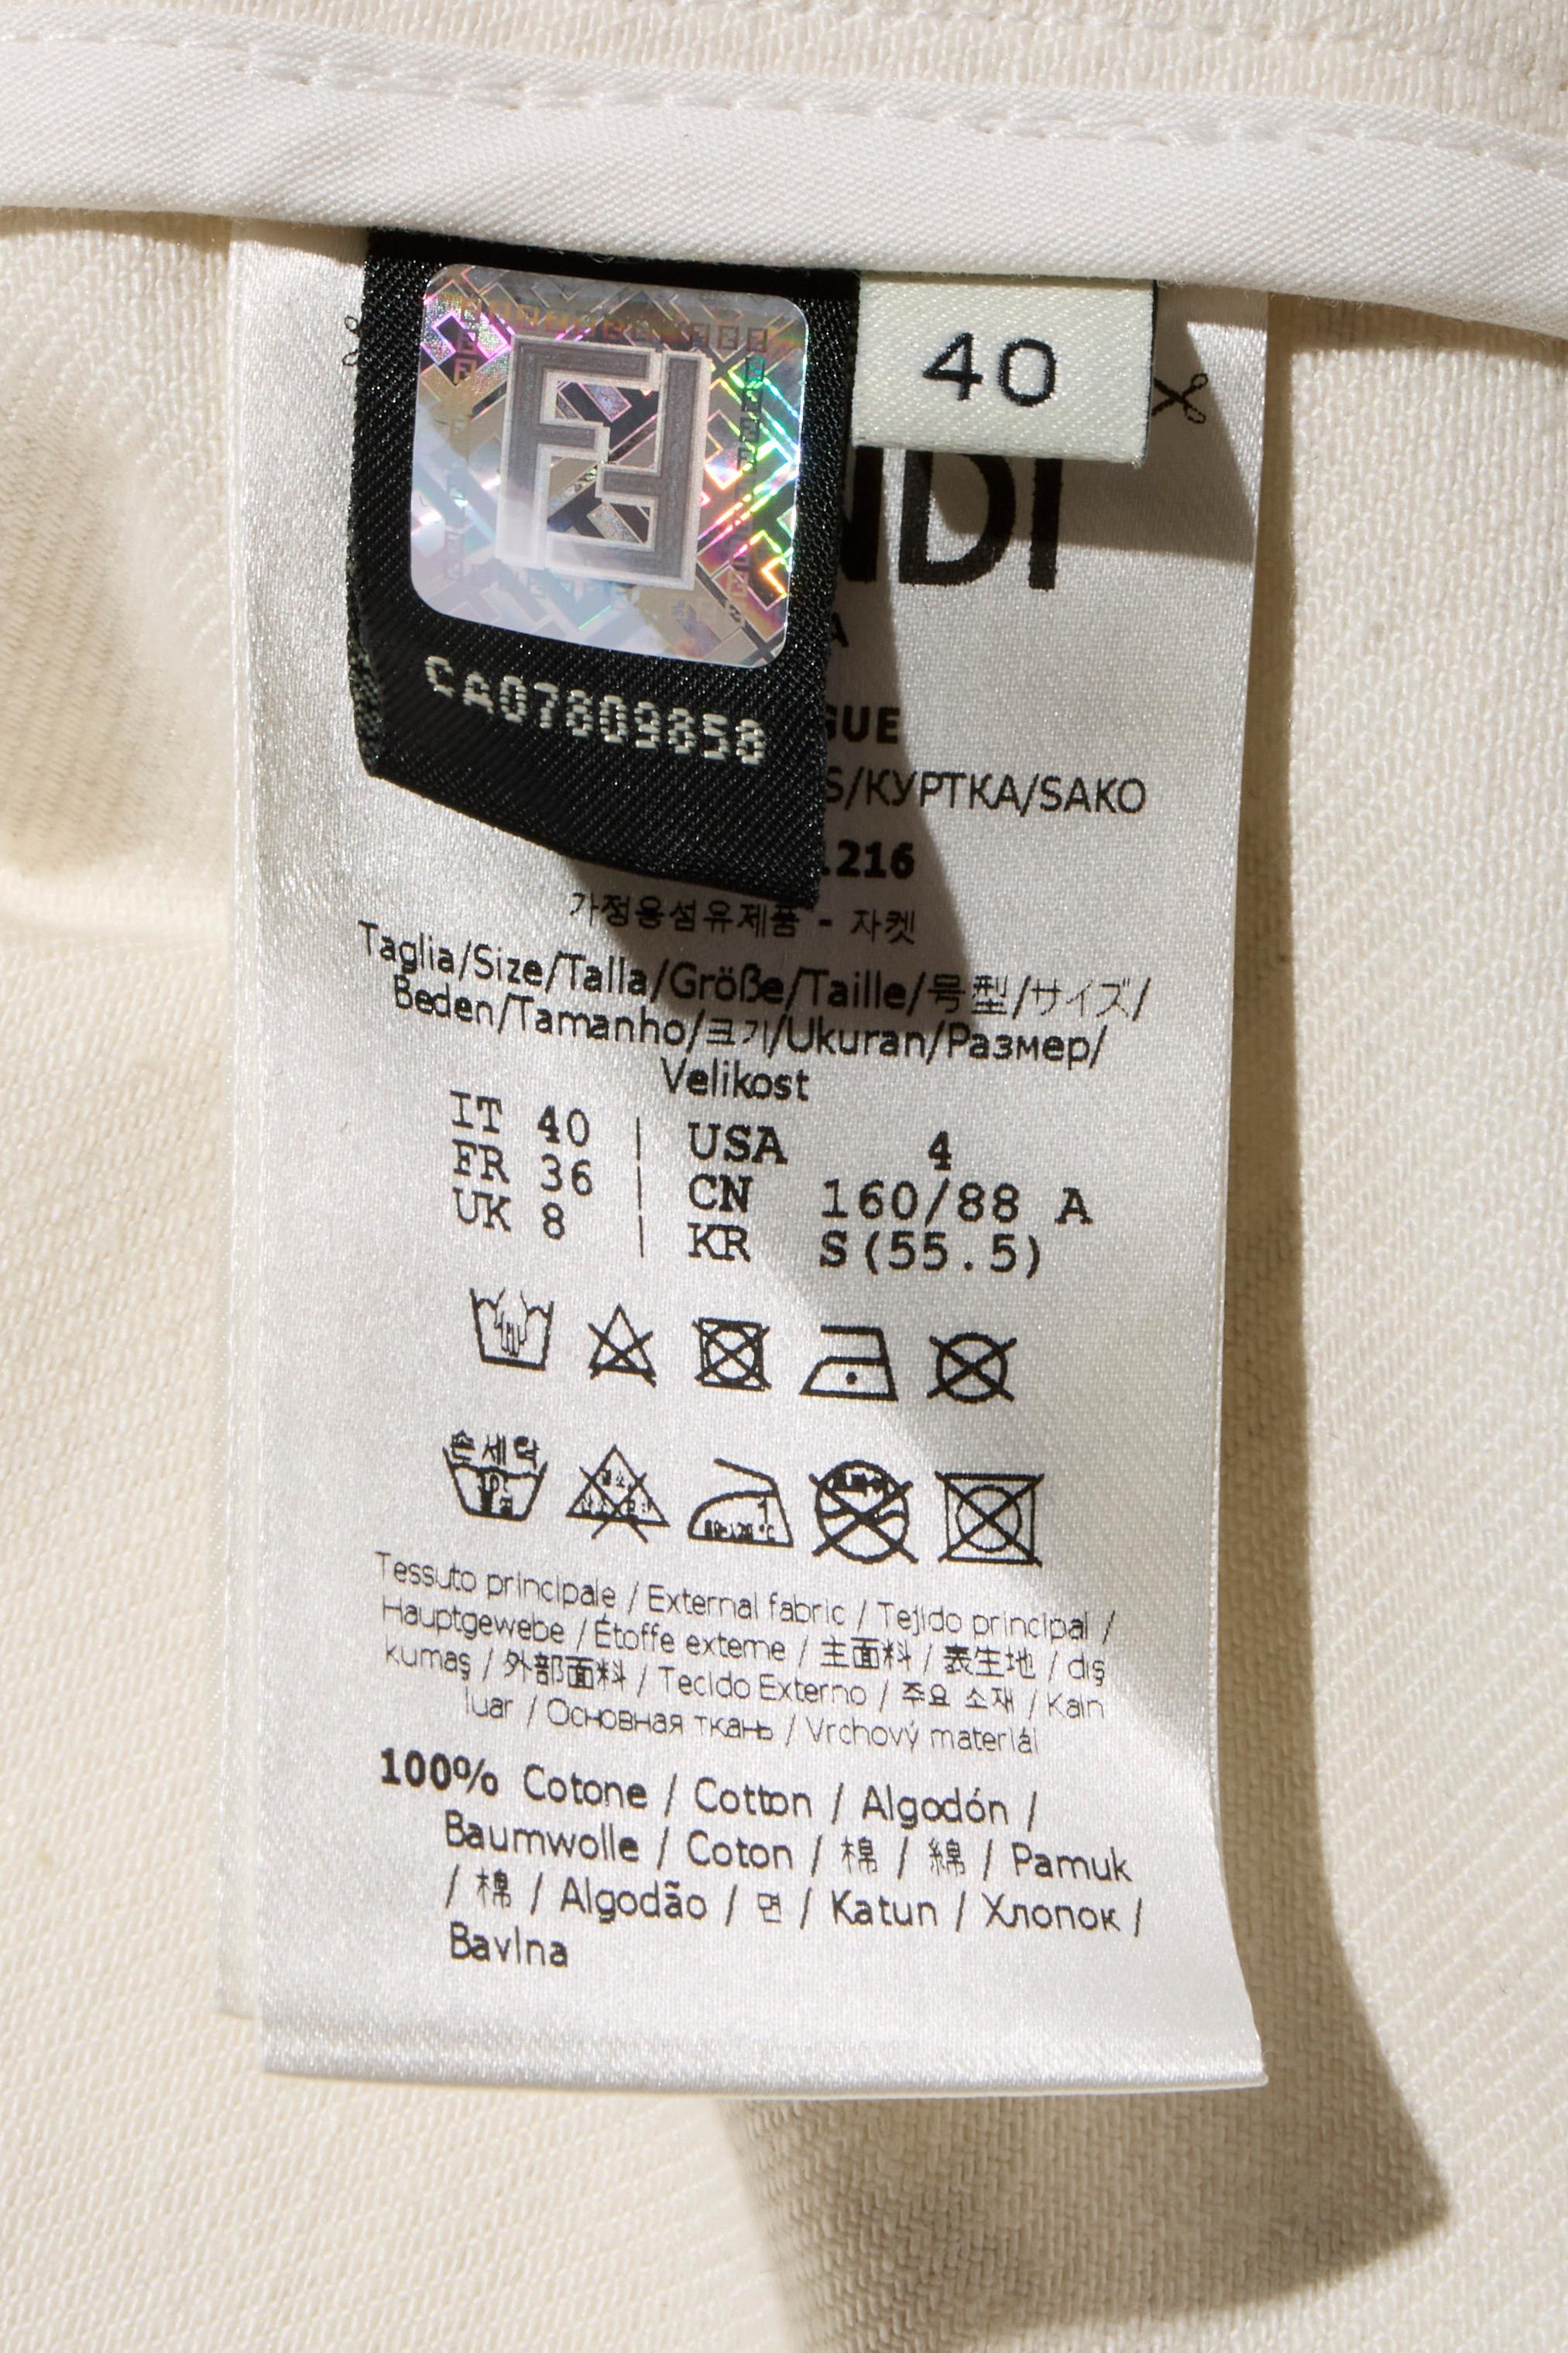 40
CA07809858
S/КУРТКА/SAKO
1216
가정용섬유제품 - 자켓
Taglia/Size/Talla/Größe/Taille/号型/サイズ/
Beden/Tamanho/크기/Ukuran/Размер/
Velikost
IT 40 | USA 4
FR 36 | CN 160/88 A
UK 8 | KR S(55.5)
손세탁
Tessuto principale / External fabric / Tejido principal /
Hauptgewebe / Étoffe externe / 主面料 / 表生地 / dış
kumaş / 外部面料 / Tecido Externo / 주요 소재 / Kain
luar / Основная ткань / Vrchový materiál
100% Cotone / Cotton / Algodón /
Baumwolle / Coton / 棉 / 綿 / Pamuk
/ 棉 / Algodão / 면 / Katun / Хлопок /
Bavlna